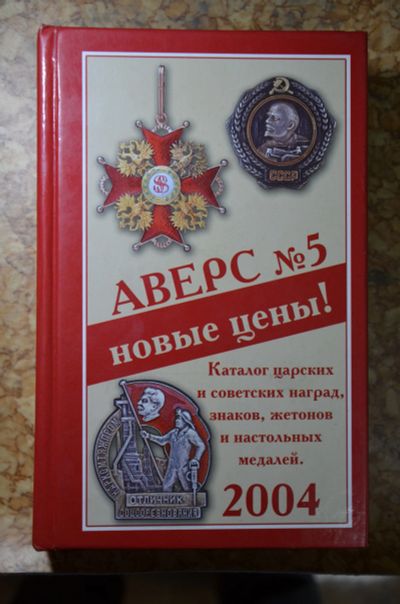 СССР
АВЕРС №5
новые цены!
Каталог царских
и советских наград,
знаков, жетонов
и настольных
медалей.
2004
ОТЛИЧНИК
СОЦСОРЕВНОВАНИЯ